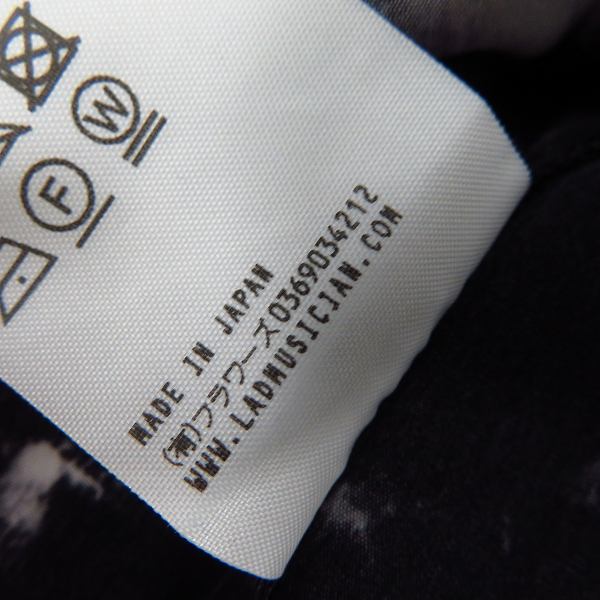 W
F
MADE IN JAPAN
(有)フラワーズ0369034212
WWW.LADMUSICIAN.COM